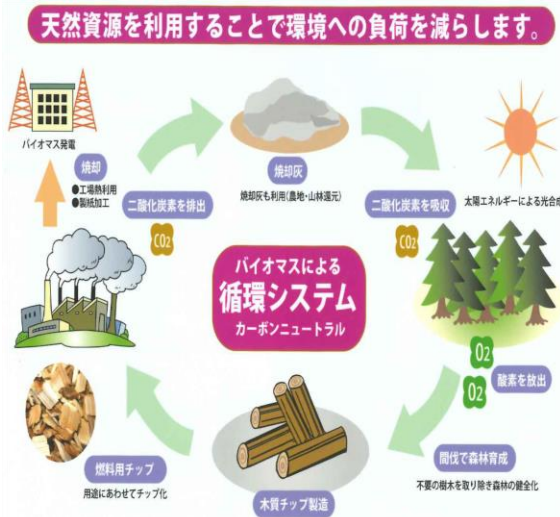 天然資源を利用することで環境への負荷を減らします。
バイオマス発電
焼却
●工場熱利用
●製紙加工
二酸化炭素を排出
CO2
焼却灰
焼却灰も利用(農地・山林還元)
二酸化炭素を吸収
CO2
太陽エネルギーによる光合成
バイオマスによる
循環システム
カーボンニュートラル
O2
O2
酸素を放出
間伐で森林育成
不要の樹木を取り除き森林の健全化
木質チップ製造
燃料用チップ
用途にあわせてチップ化